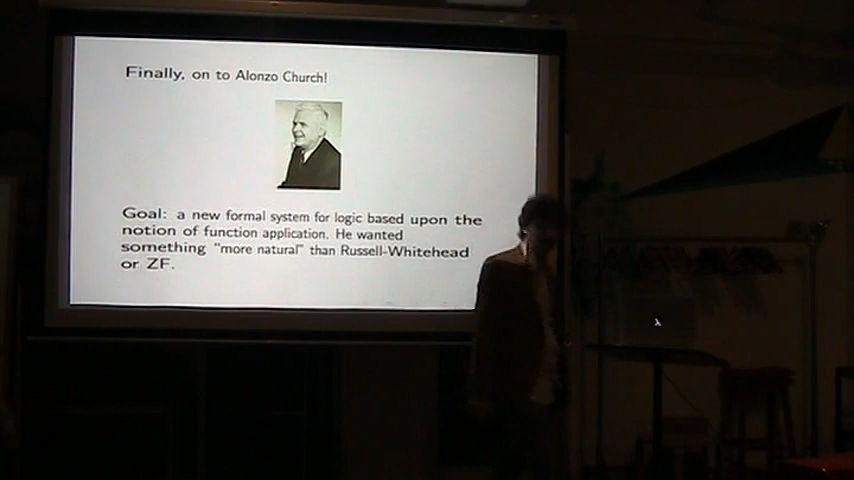 Finally, on to Alonzo Church!
Goal: a new formal system for logic based upon the
notion of function application. He wanted
something “more natural” than Russell-Whitehead
or ZF.
λ